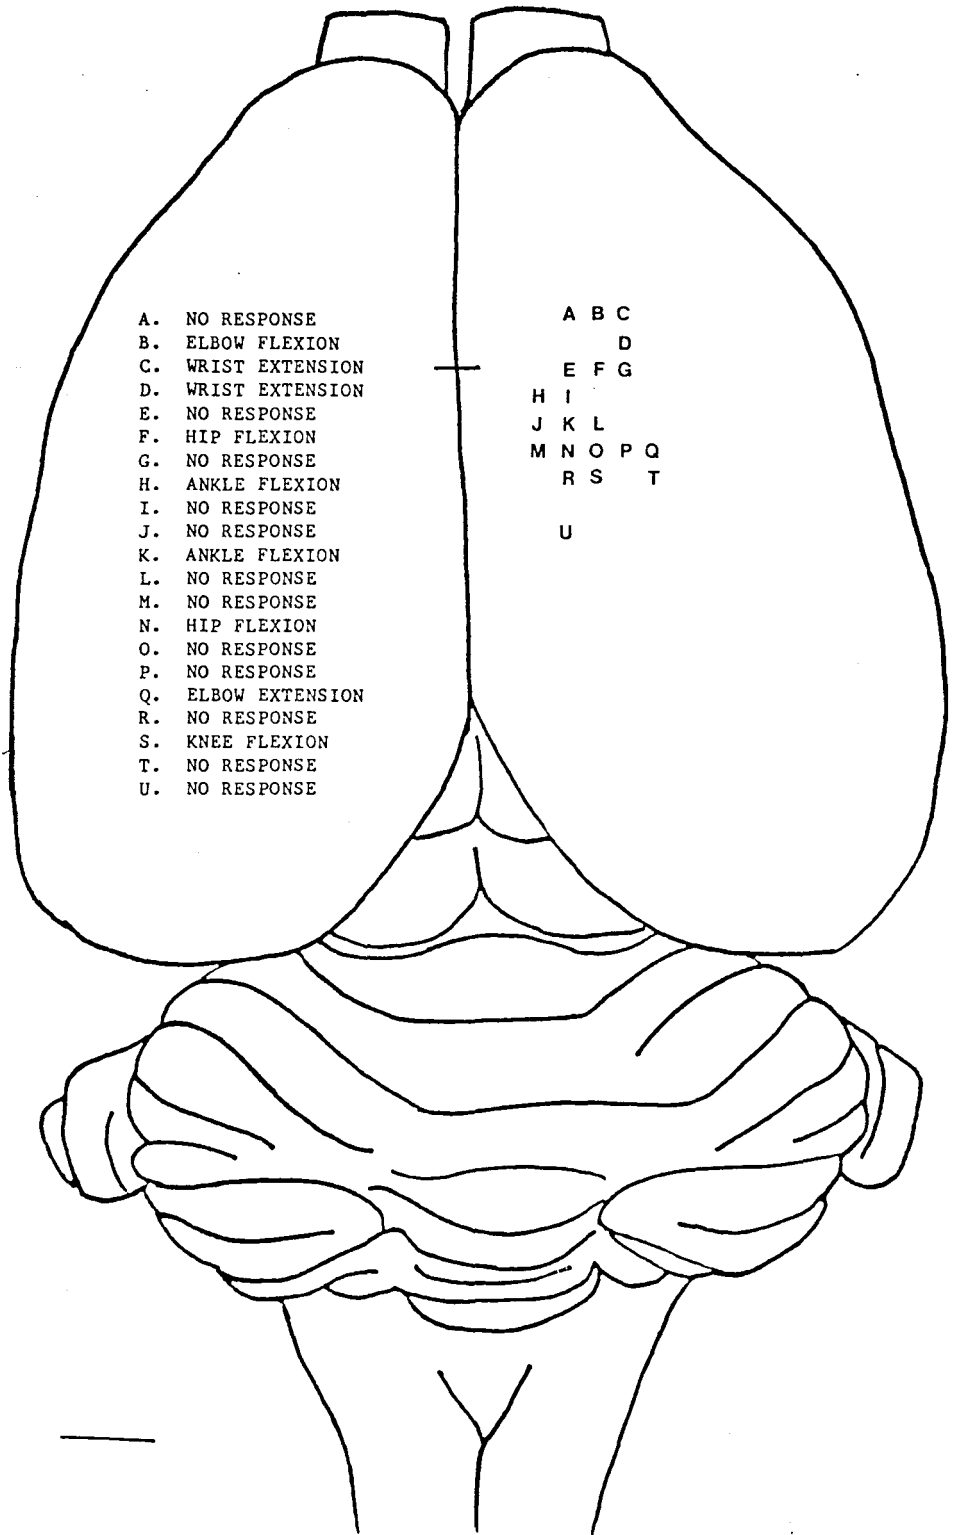 A. NO RESPONSE
B. ELBOW FLEXION
C. WRIST EXTENSION
D. WRIST EXTENSION
E. NO RESPONSE
F. HIP FLEXION
G. NO RESPONSE
H. ANKLE FLEXION
I. NO RESPONSE
J. NO RESPONSE
K. ANKLE FLEXION
L. NO RESPONSE
M. NO RESPONSE
N. HIP FLEXION
O. NO RESPONSE
P. NO RESPONSE
Q. ELBOW EXTENSION
R. NO RESPONSE
S. KNEE FLEXION
T. NO RESPONSE
U. NO RESPONSE
A B C
D
E F G
H I
J K L
M N O P Q
R S T
U